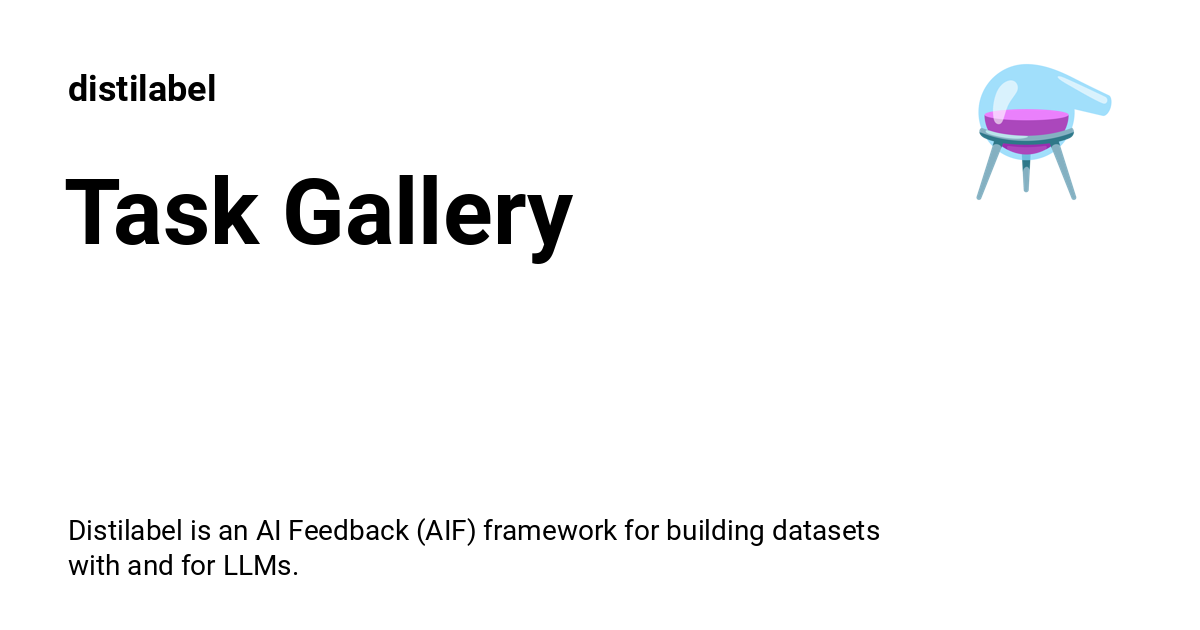 distilabel
Task Gallery
Distilabel is an AI Feedback (AIF) framework for building datasets
with and for LLMs.